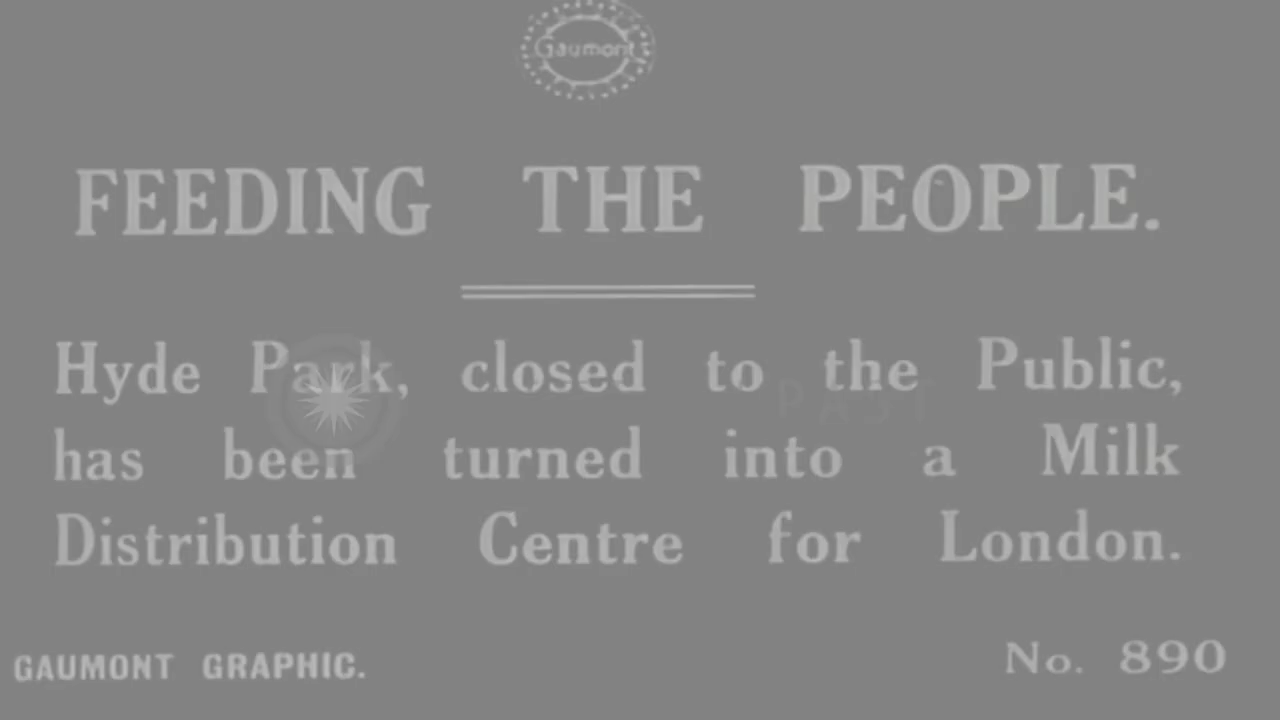 Gaumont
FEEDING THE PEOPLE.
Hyde Park, closed to the Public,
PAST
has been turned into a Milk
Distribution Centre for London.
GAUMONT GRAPHIC.
No. 890